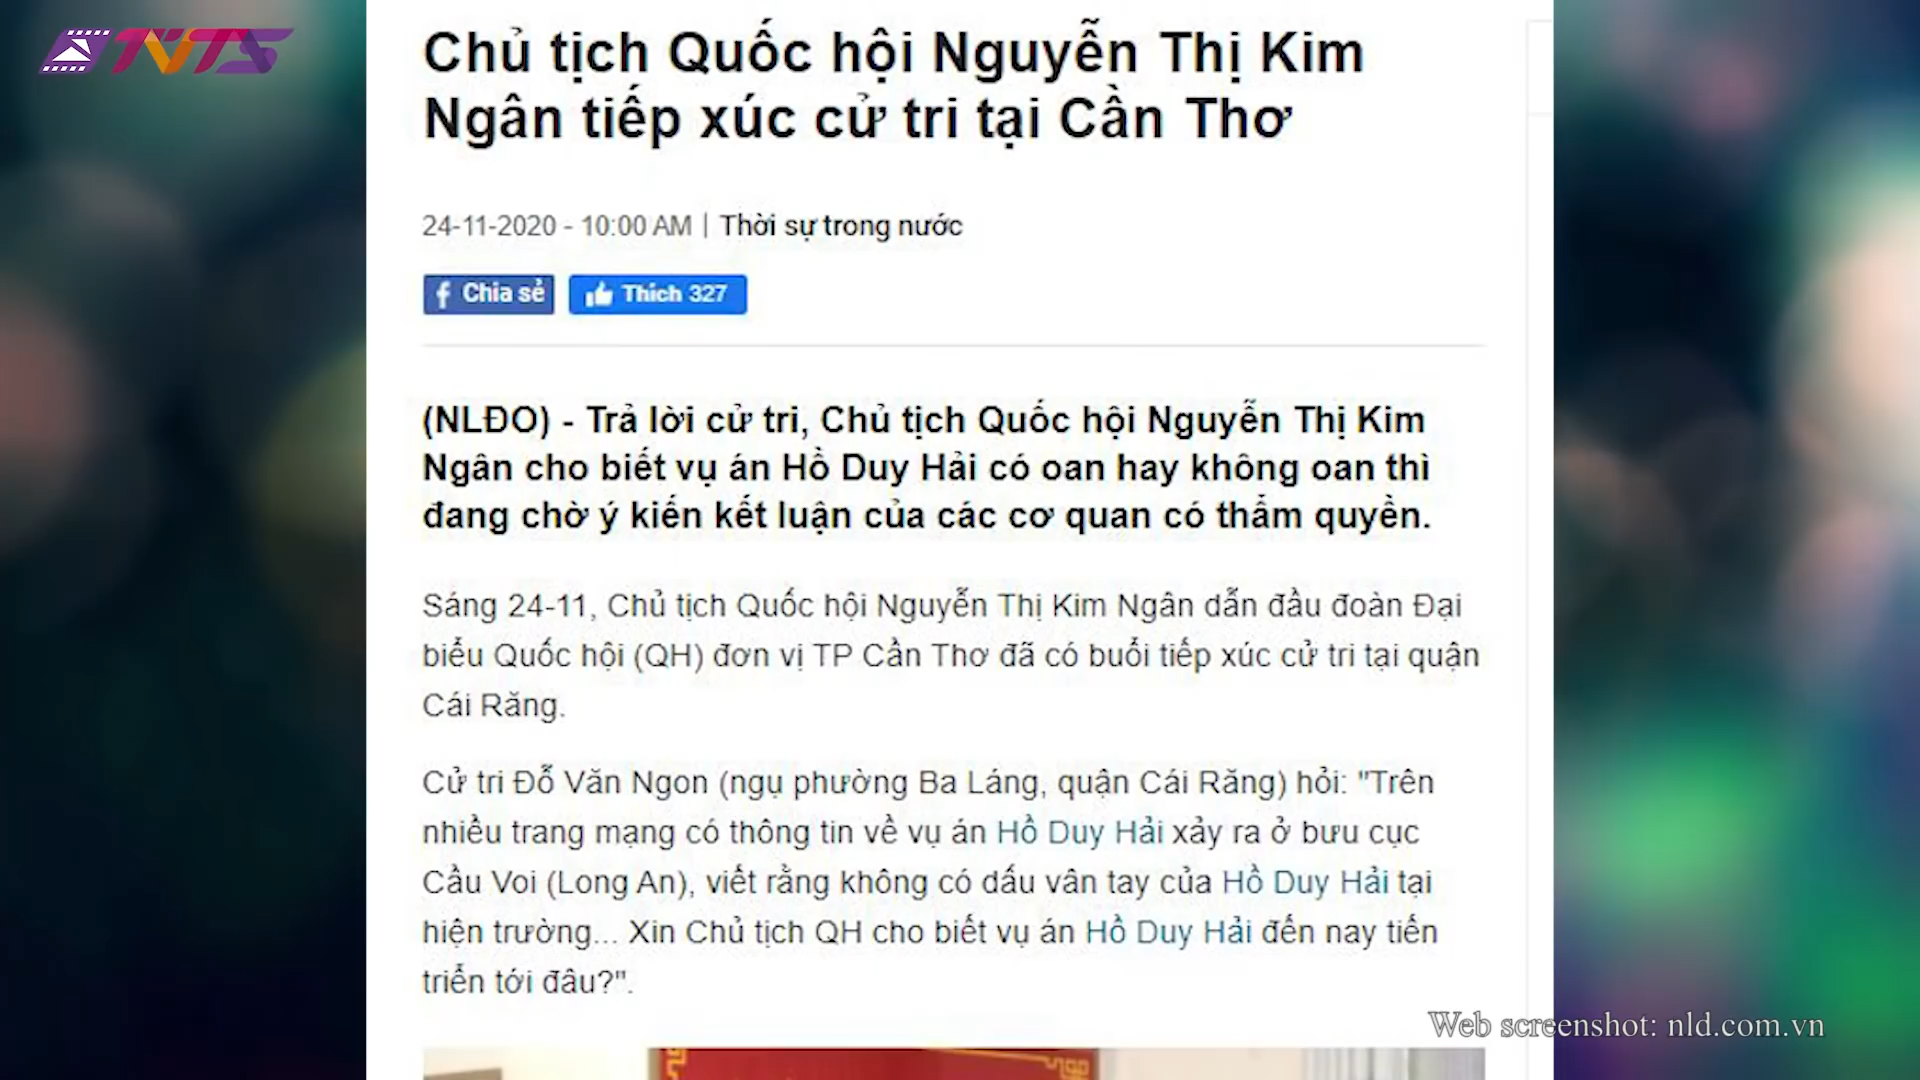 TVTS
Chủ tịch Quốc hội Nguyễn Thị Kim
Ngân tiếp xúc cử tri tại Cần Thơ
24-11-2020 - 10:00 AM | Thời sự trong nước
Chia sẻ
Thích 327
(NLĐO) - Trả lời cử tri, Chủ tịch Quốc hội Nguyễn Thị Kim
Ngân cho biết vụ án Hồ Duy Hải có oan hay không oan thì
đang chờ ý kiến kết luận của các cơ quan có thẩm quyền.
Sáng 24-11, Chủ tịch Quốc hội Nguyễn Thị Kim Ngân dẫn đầu đoàn Đại
biểu Quốc hội (QH) đơn vị TP Cần Thơ đã có buổi tiếp xúc cử tri tại quận
Cái Răng.
Cử tri Đỗ Văn Ngon (ngụ phường Ba Láng, quận Cái Răng) hỏi: "Trên
nhiều trang mạng có thông tin về vụ án Hồ Duy Hải xảy ra ở bưu cục
Cầu Voi (Long An), viết rằng không có dấu vân tay của Hồ Duy Hải tại
hiện trường... Xin Chủ tịch QH cho biết vụ án Hồ Duy Hải đến nay tiến
triển tới đâu?".
Web screenshot: nld.com.vn